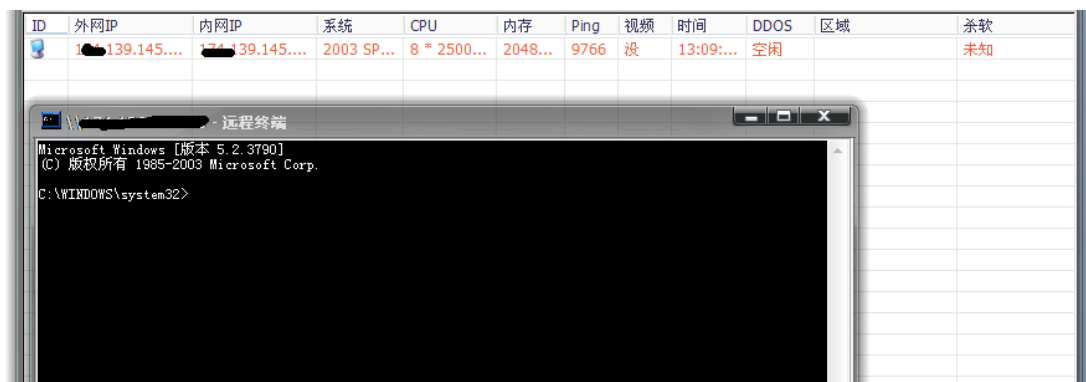 ID 外网IP 内网IP 系统 CPU 内存 Ping 视频 时间 DDOS 区域 杀软
139.145.... 139.145.... 2003 SP... 8 * 2500... 2048... 9766 没 13:09:... 空闲 未知
- 远程终端
Microsoft Windows [版本 5.2.3790]
(C) 版权所有 1985-2003 Microsoft Corp.
C:\WINDOWS\system32>